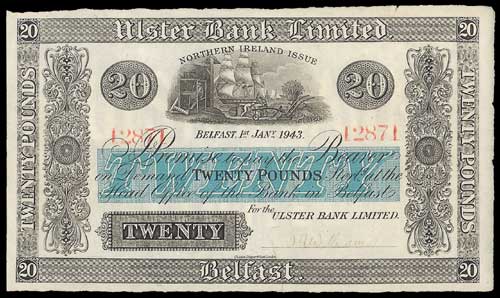 20 Ulster Bank Limited. 20
NORTHERN IRELAND ISSUE
20 20
BELFAST, 1ST JANY. 1943.
12871 12871
Promise to pay the Bearer
on Demand TWENTY POUNDS Here or at the
Head Office of the Bank in Belfast
For the ULSTER BANK LIMITED.
TWENTY
TWENTY POUNDS
TWENTY POUNDS
20 Belfast. 20